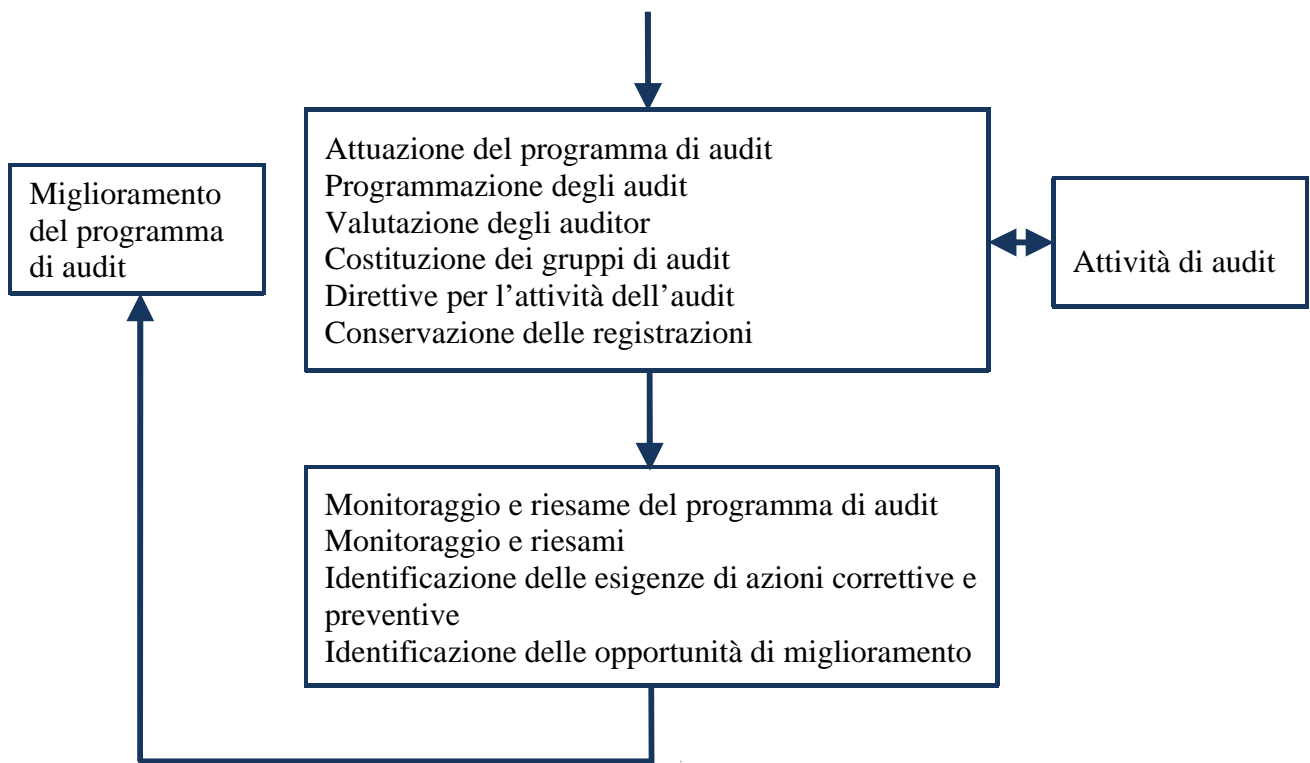 Attuazione del programma di audit
Programmazione degli audit
Valutazione degli auditor
Costituzione dei gruppi di audit
Direttive per l’attività dell’audit
Conservazione delle registrazioni
Miglioramento
del programma
di audit
Attività di audit
Monitoraggio e riesame del programma di audit
Monitoraggio e riesami
Identificazione delle esigenze di azioni correttive e
preventive
Identificazione delle opportunità di miglioramento